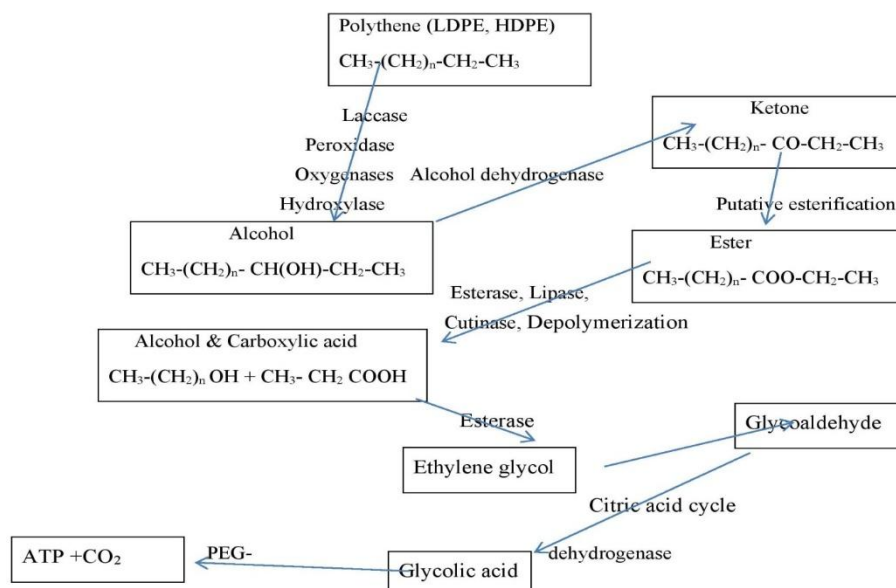 Polythene (LDPE, HDPE)
CH₃-(CH₂)ₙ-CH₂-CH₃
Laccase
Peroxidase
Oxygenases
Hydroxylase
Alcohol dehydrogenase
Ketone
CH₃-(CH₂)ₙ- CO-CH₂-CH₃
Putative esterification
Alcohol
CH₃-(CH₂)ₙ- CH(OH)-CH₂-CH₃
Ester
CH₃-(CH₂)ₙ- COO-CH₂-CH₃
Esterase, Lipase,
Cutinase, Depolymerization
Alcohol & Carboxylic acid
CH₃-(CH₂)ₙ OH + CH₃- CH₂ COOH
Esterase
Ethylene glycol
Glycoaldehyde
Citric acid cycle
dehydrogenase
Glycolic acid
PEG-
ATP +CO₂